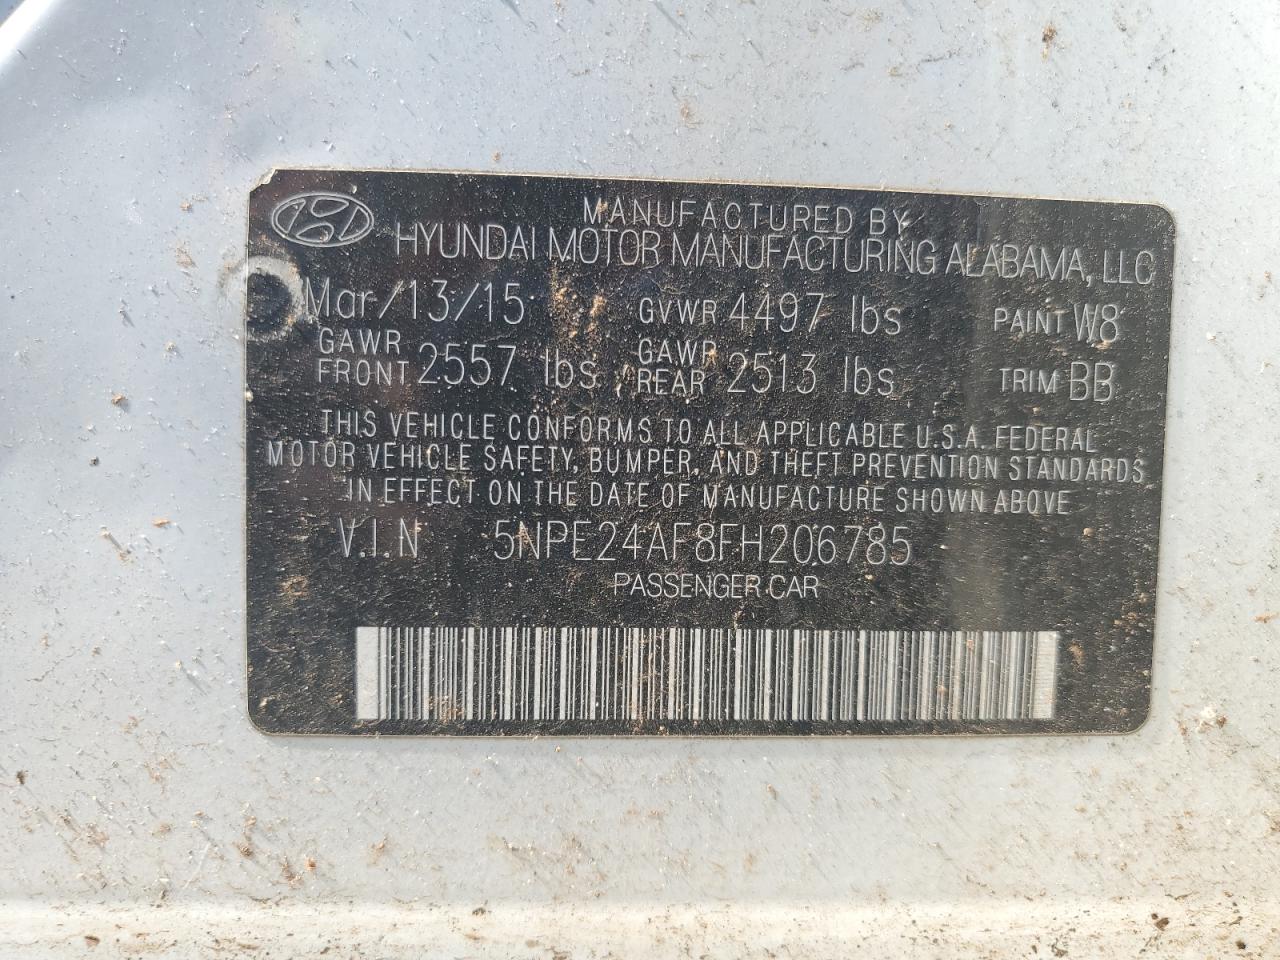 MANUFACTURED BY
HYUNDAI MOTOR MANUFACTURING ALABAMA, LLC
Mar/13/15 GVWR 4497 lbs PAINT W8
GAWR FRONT 2557 lbs GAWR REAR 2513 lbs TRIM BB
THIS VEHICLE CONFORMS TO ALL APPLICABLE U.S.A. FEDERAL
MOTOR VEHICLE SAFETY, BUMPER, AND THEFT PREVENTION STANDARDS
IN EFFECT ON THE DATE OF MANUFACTURE SHOWN ABOVE
V.I.N 5NPE24AF8FH206785
PASSENGER CAR